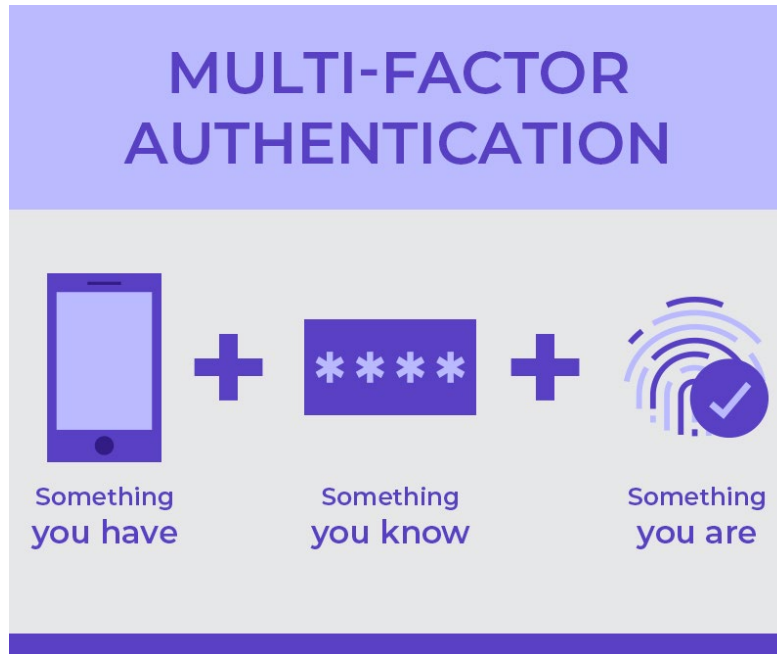 MULTI-FACTOR
AUTHENTICATION
****
Something
you have
Something
you know
Something
you are